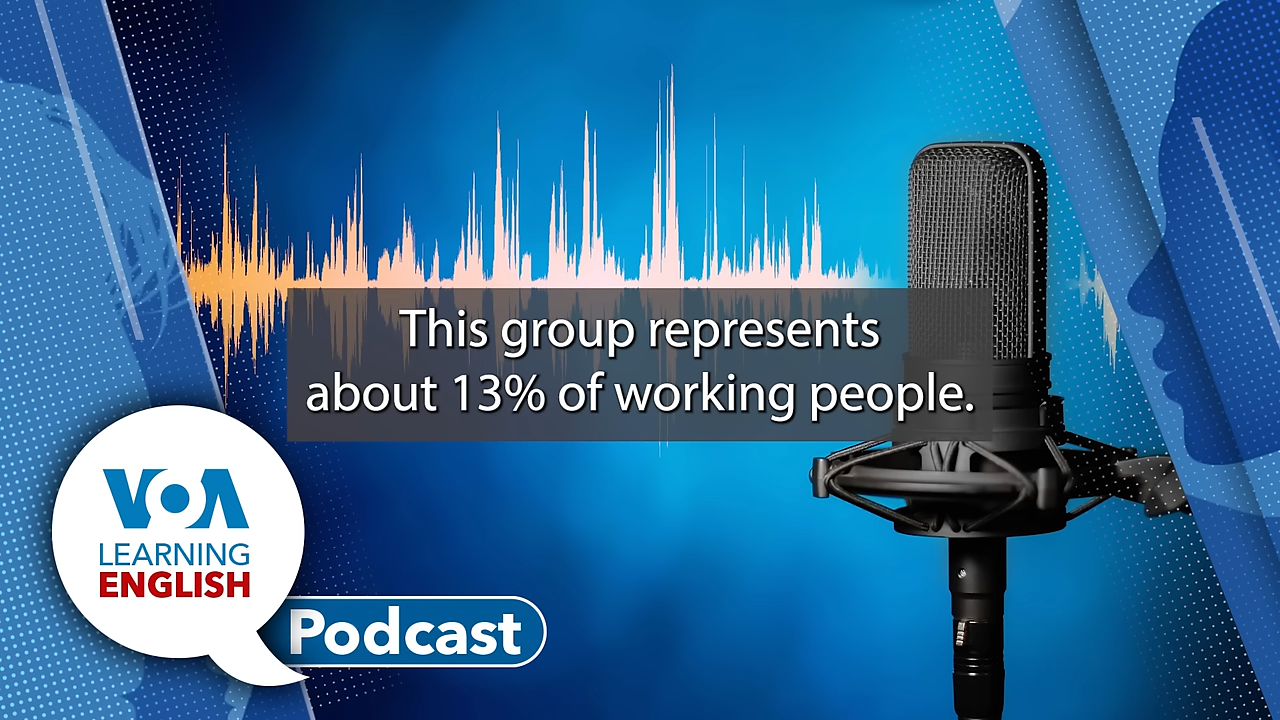 This group represents
about 13% of working people.
VOA
LEARNING
ENGLISH
Podcast